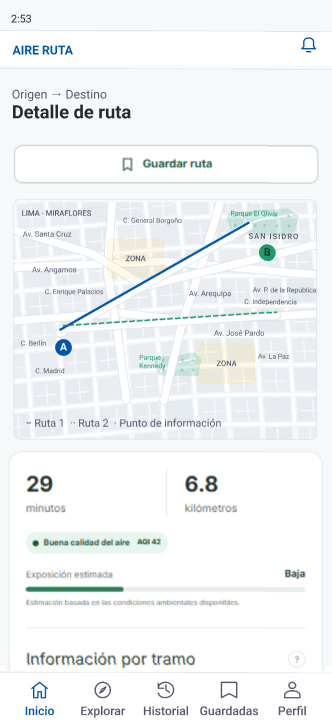 2:53
AIRE RUTA
Origen → Destino
Detalle de ruta
Guardar ruta
LIMA · MIRAFLORES
C. General Borgoño
Parque El Olivar
Av. Santa Cruz
SAN ISIDRO
B
ZONA
Av. Angamos
C. Enrique Palacios
Av. Arequipa
Av. P. de la República
C. Independencia
Av. José Pardo
C. Berlín
A
Parque
Kennedy
ZONA
Av. La Paz
C. Madrid
– Ruta 1 ·· Ruta 2 · Punto de información
29
minutos
6.8
kilómetros
Buena calidad del aire AQI 42
Exposición estimada
Baja
Estimación basada en las condiciones ambientales disponibles.
Información por tramo
?
Inicio
Explorar
Historial
Guardadas
Perfil